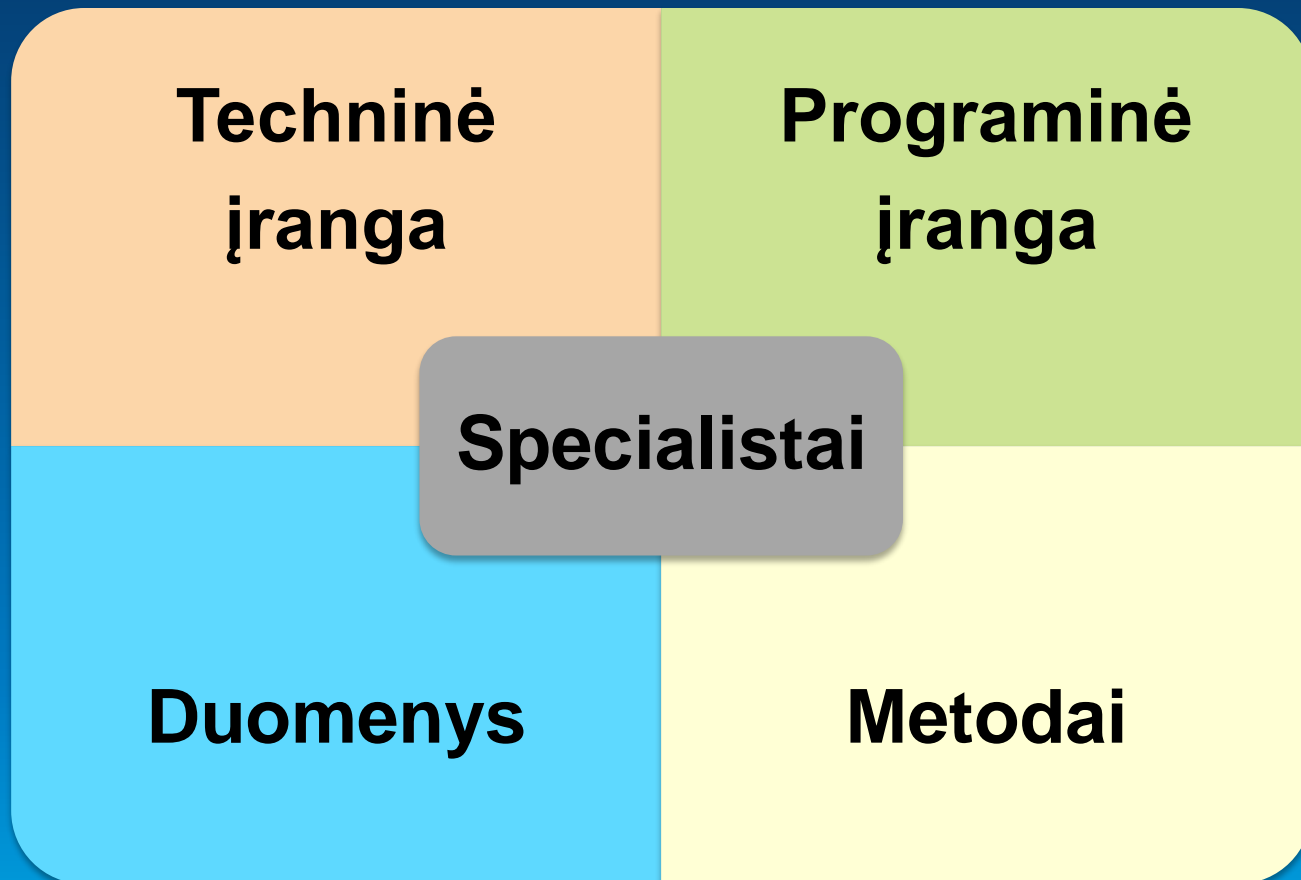 Techninė
įranga
Programinė
įranga
Specialistai
Duomenys
Metodai